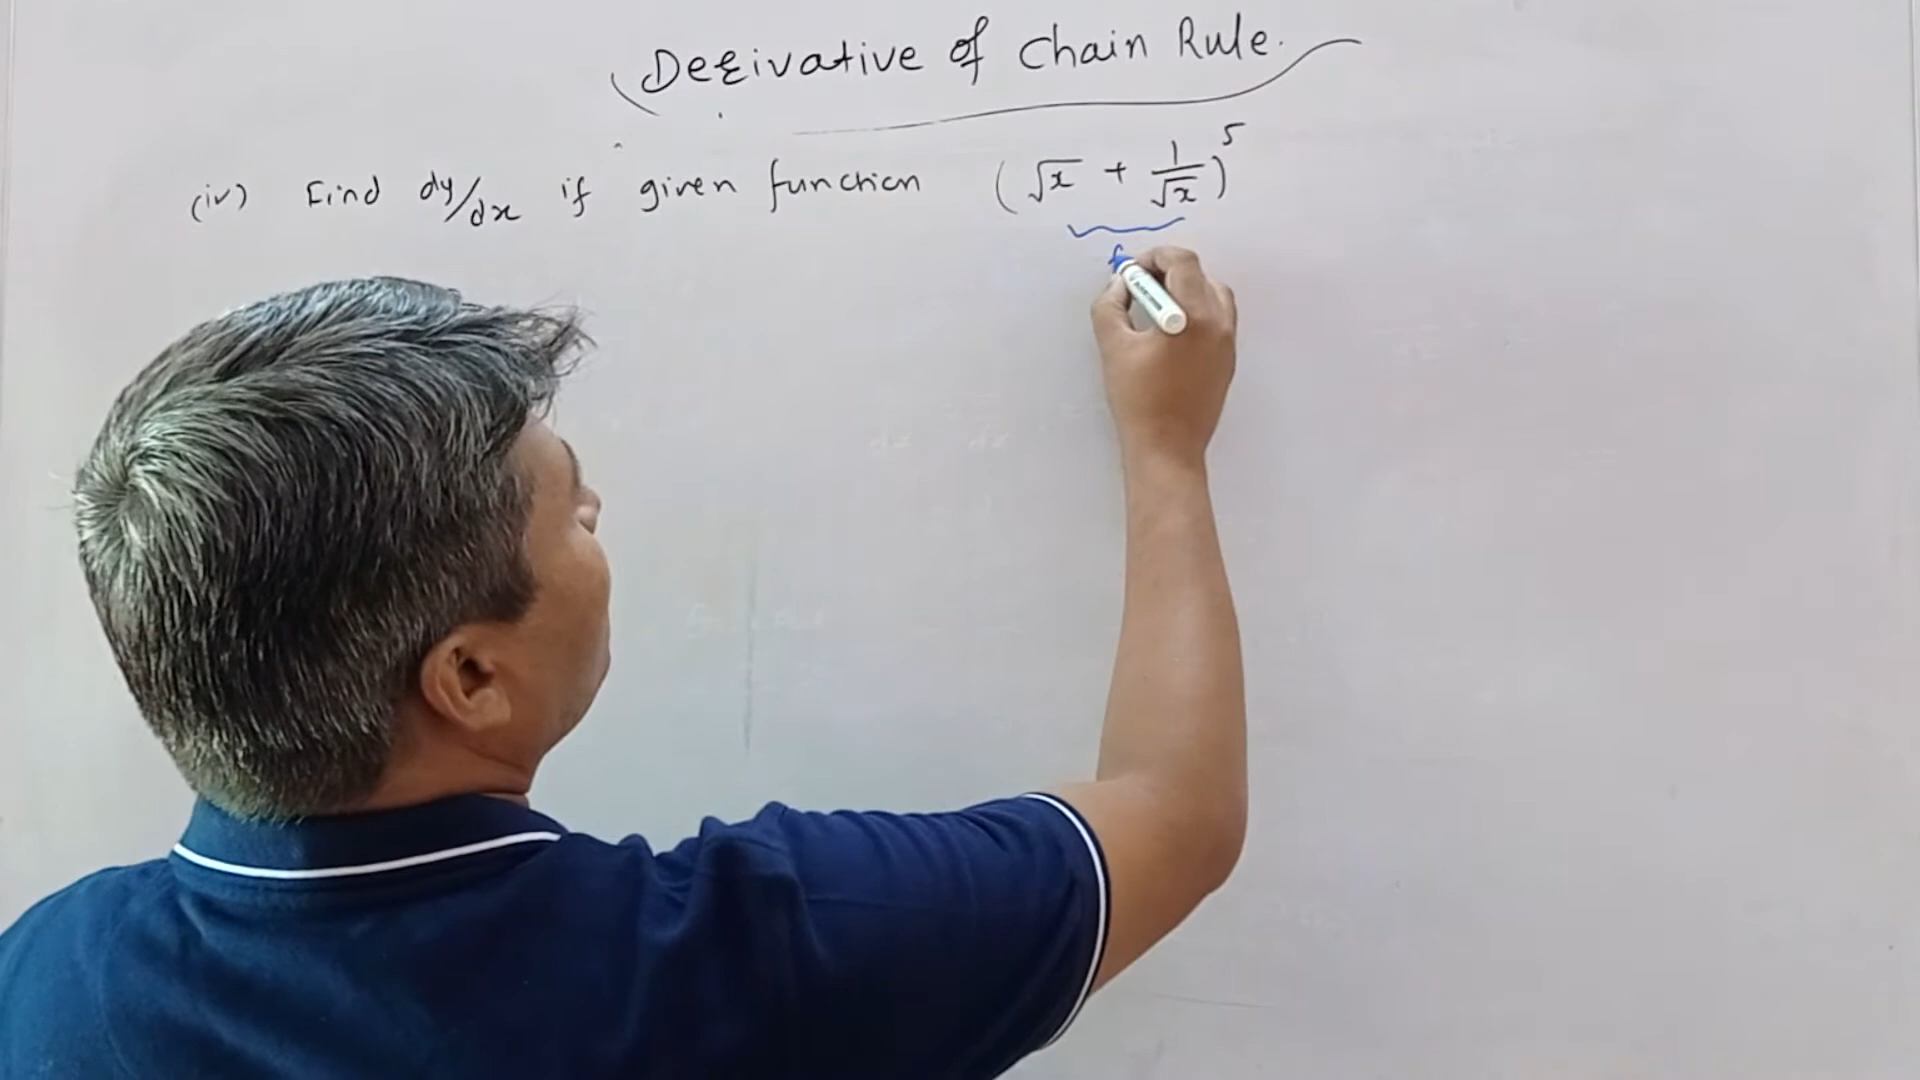 Derivative of Chain Rule.
(iv) Find dy/dx if given function (√x + 1/√x)^5